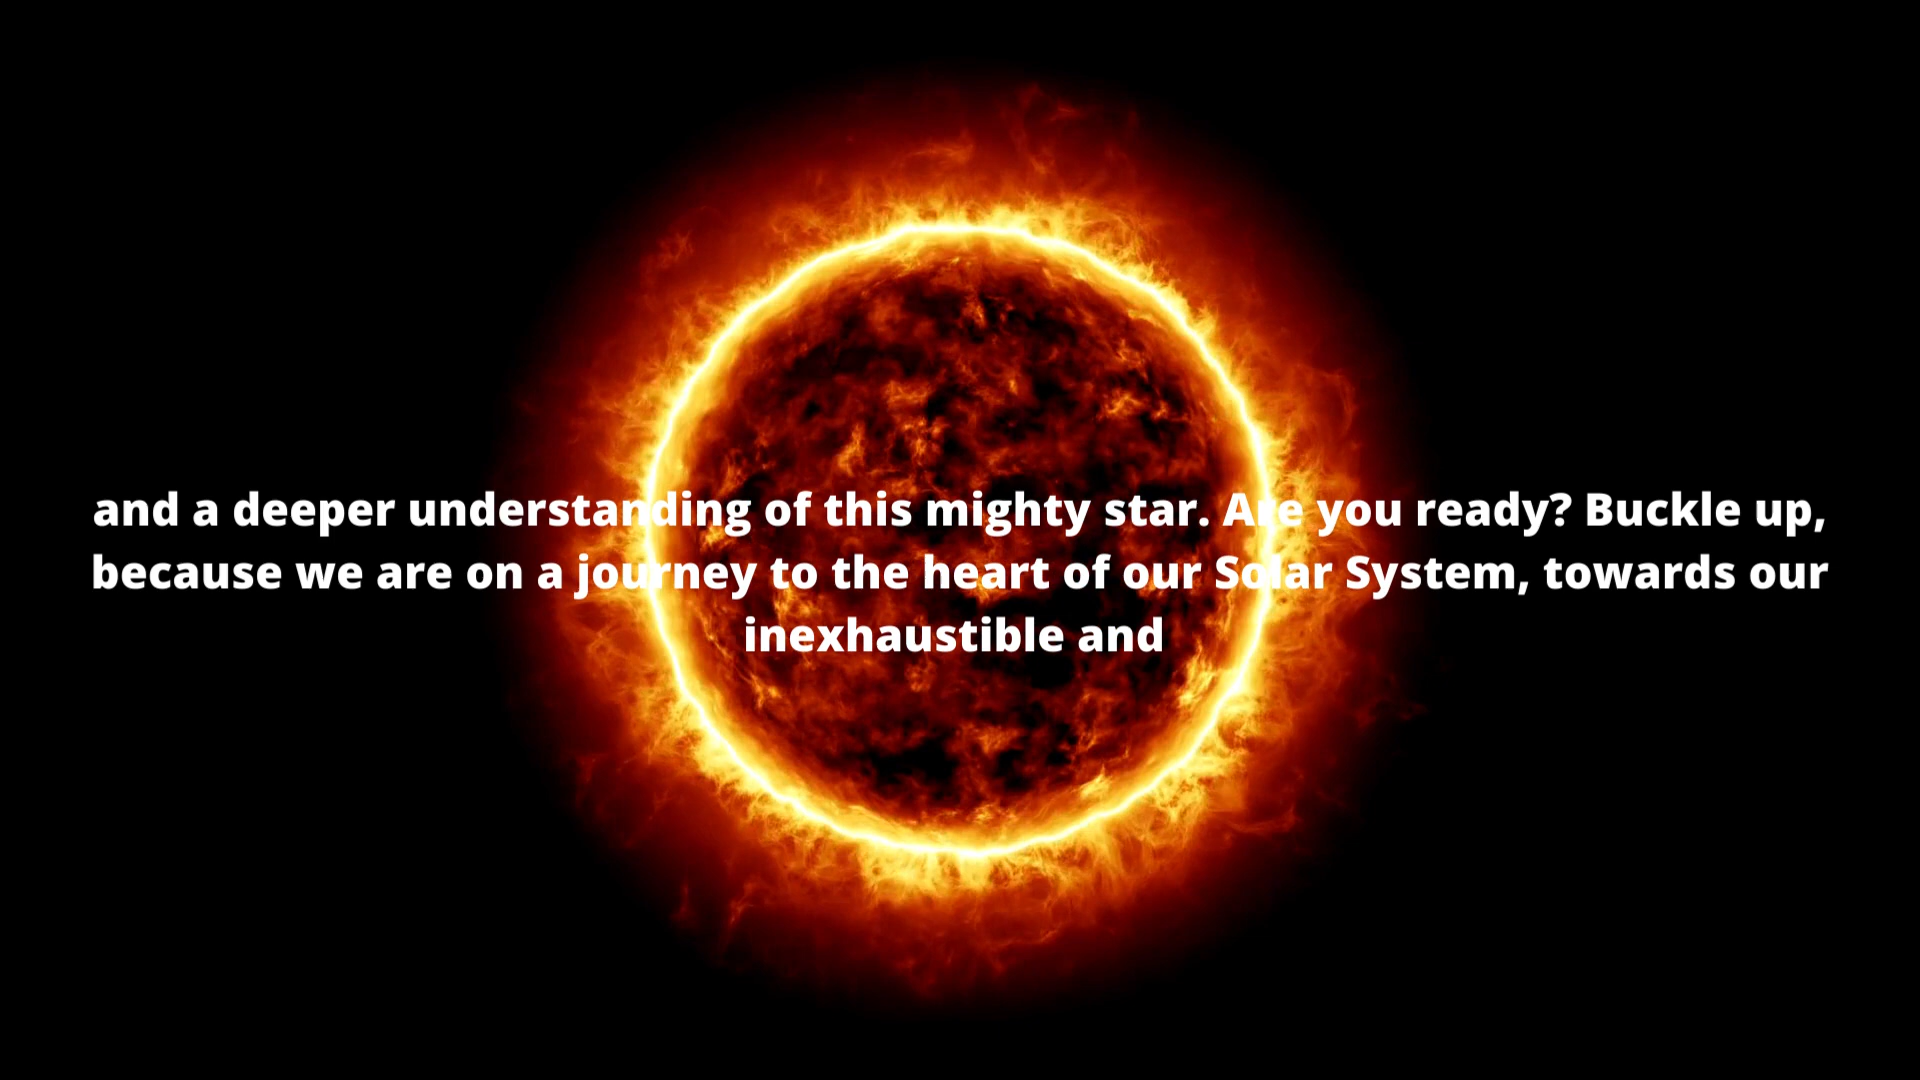 and a deeper understanding of this mighty star. Are you ready? Buckle up,
because we are on a journey to the heart of our Solar System, towards our
inexhaustible and